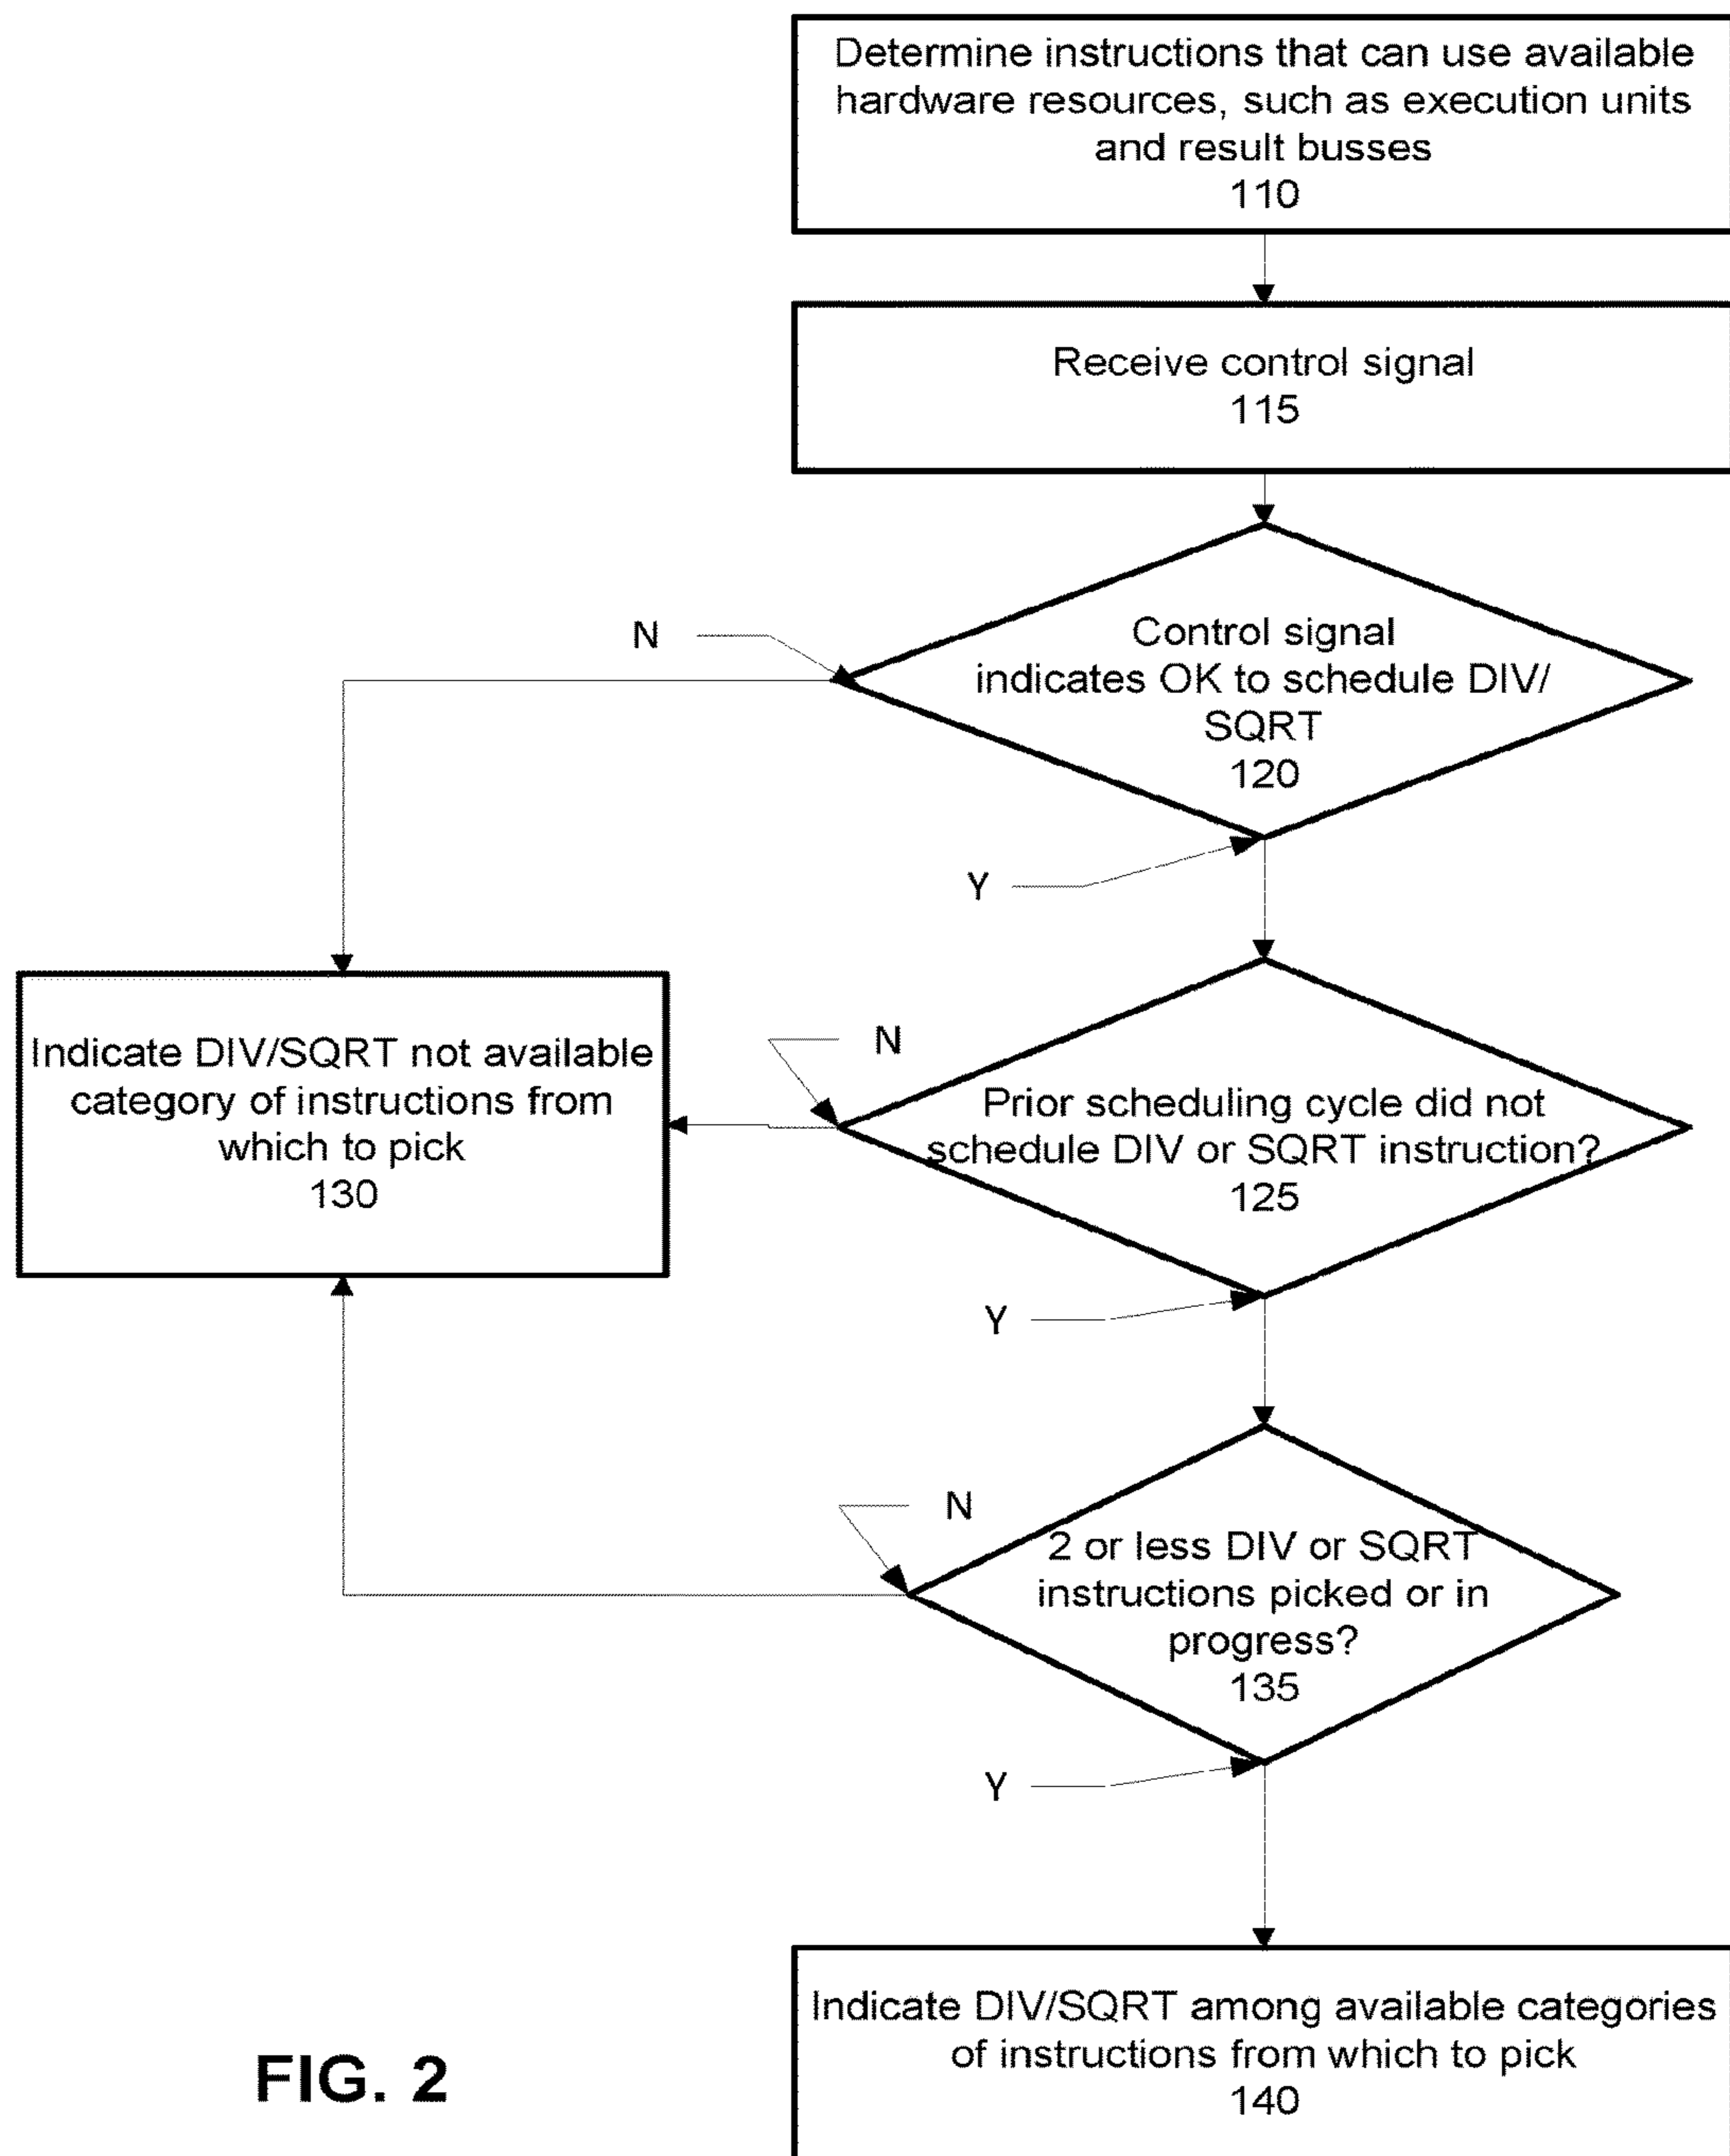 Determine instructions that can use available
hardware resources, such as execution units
and result busses
110
Receive control signal
115
N
Control signal
indicates OK to schedule DIV/
SQRT
120
Y
N
Indicate DIV/SQRT not available
category of instructions from
which to pick
130
Prior scheduling cycle did not
schedule DIV or SQRT instruction?
125
Y
N
2 or less DIV or SQRT
instructions picked or in
progress?
135
Y
Indicate DIV/SQRT among available categories
of instructions from which to pick
140
FIG. 2